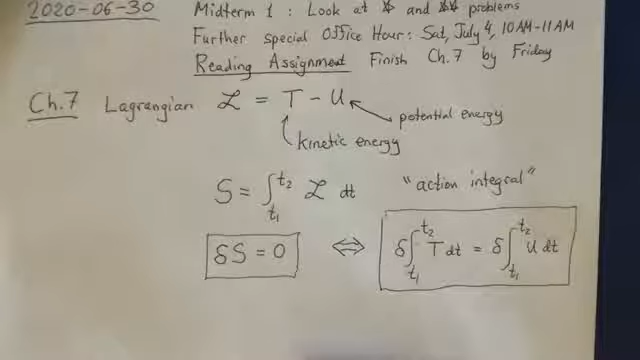 2020-06-30
Midterm 1: Look at * and ** problems
Further special Office Hour: Sat, July 4, 10AM-11AM
Reading Assignment Finish Ch.7 by Friday
Ch.7 Lagrangian ℒ = T - U
potential energy
kinetic energy
S = ∫_{t₁}^{t₂} ℒ dt "action integral"
δS = 0 ⇔ δ∫_{t₁}^{t₂} T dt = δ∫_{t₁}^{t₂} U dt